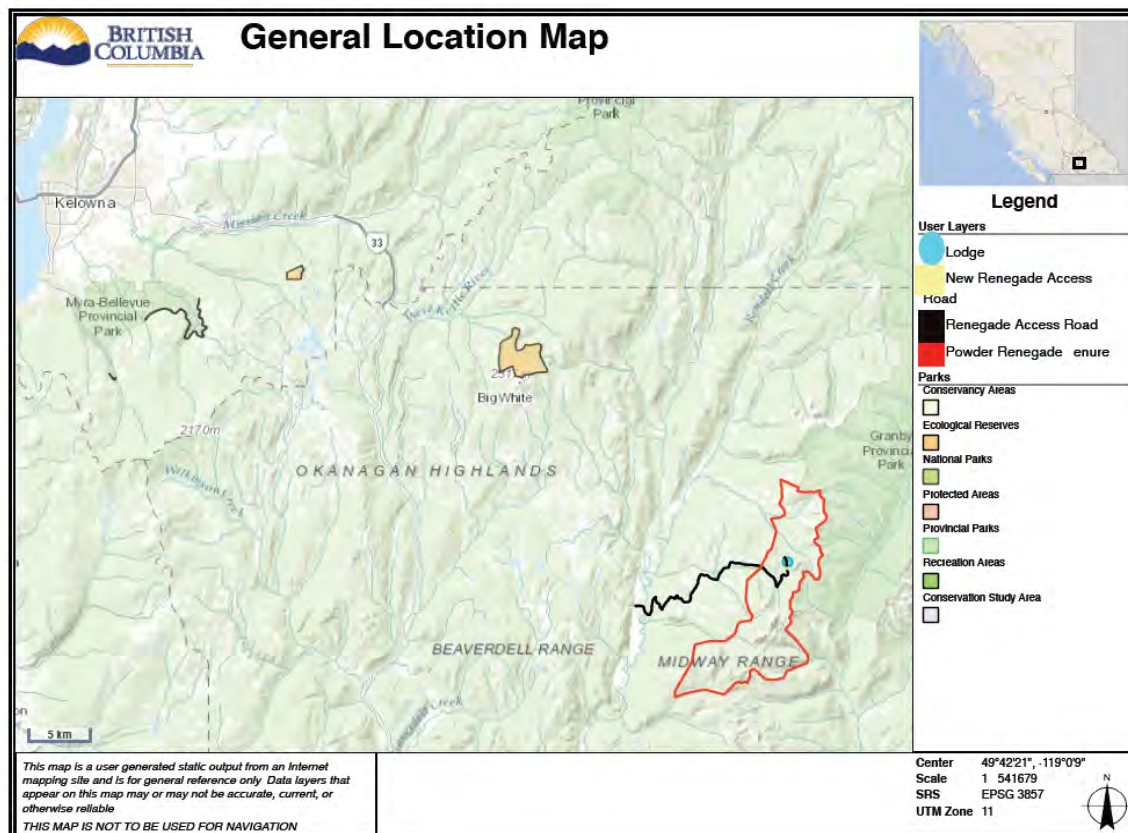 BRITISH
COLUMBIA
General Location Map
Provincial
Park
Kelowna
Mission Creek
33
West Kettle River
Rendell Creek
Myra-Bellevue
Provincial
Park
Big White
2170m
Granby
Provincial
Park
OKANAGAN HIGHLANDS
Wilkinson Creek
BEAVERDELL RANGE
MIDWAY RANGE
Creek
5 km
Legend
User Layers
Lodge
New Renegade Access
Road
Renegade Access Road
Powder Renegade enure
Parks
Conservancy Areas
Ecological Reserves
National Parks
Protected Areas
Provincial Parks
Recreation Areas
Conservation Study Area
This map is a user generated static output from an Internet
mapping site and is for general reference only Data layers that
appear on this map may or may not be accurate, current, or
otherwise reliable
THIS MAP IS NOT TO BE USED FOR NAVIGATION
Center 49°42'21", -119°0'9"
Scale 1 541679
SRS EPSG 3857
UTM Zone 11
N